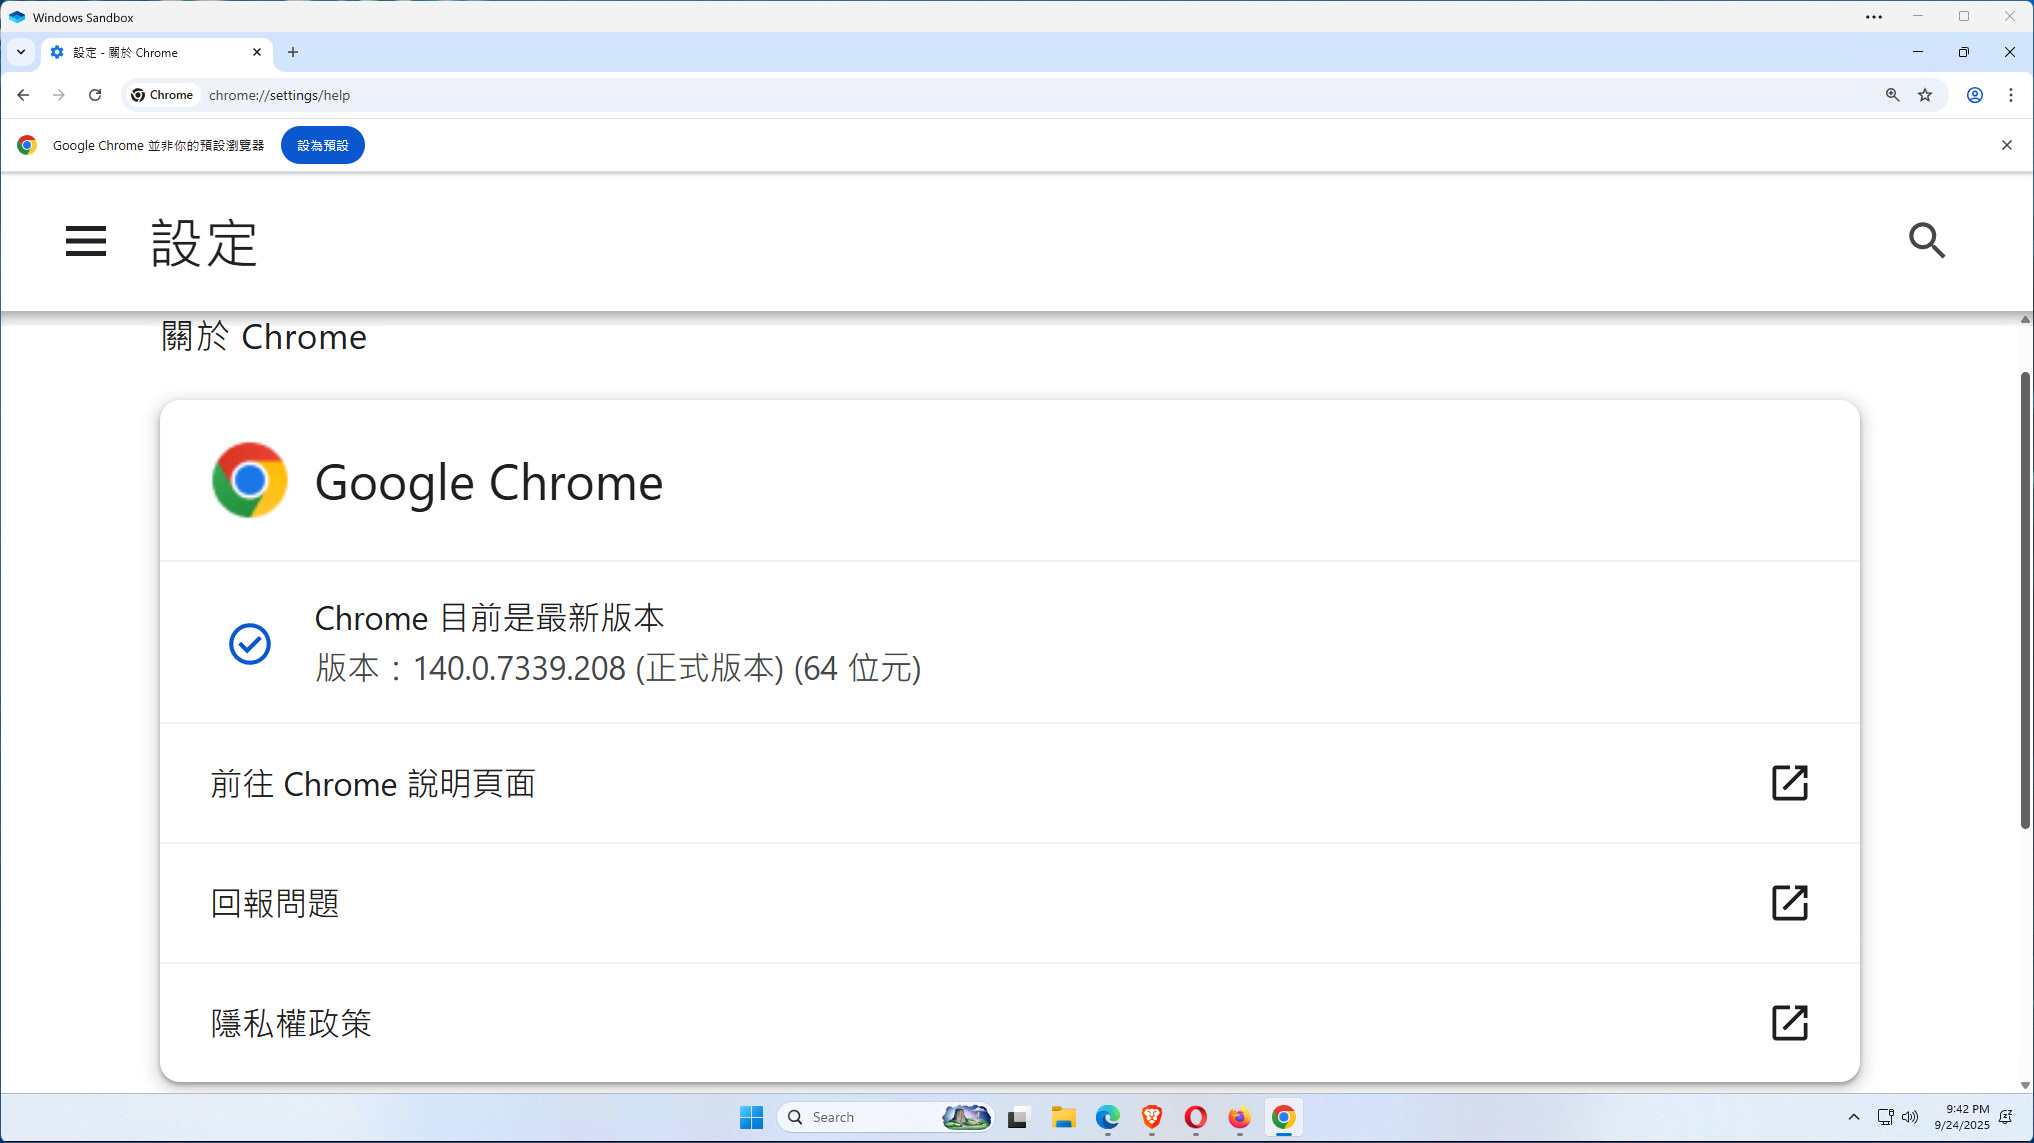 Windows Sandbox
設定 - 關於 Chrome
Chrome
chrome://settings/help
Google Chrome 並非你的預設瀏覽器
設為預設
設定
關於 Chrome
Google Chrome
Chrome 目前是最新版本
版本：140.0.7339.208 (正式版本) (64 位元)
前往 Chrome 說明頁面
回報問題
隱私權政策
Search
9:42 PM
9/24/2025